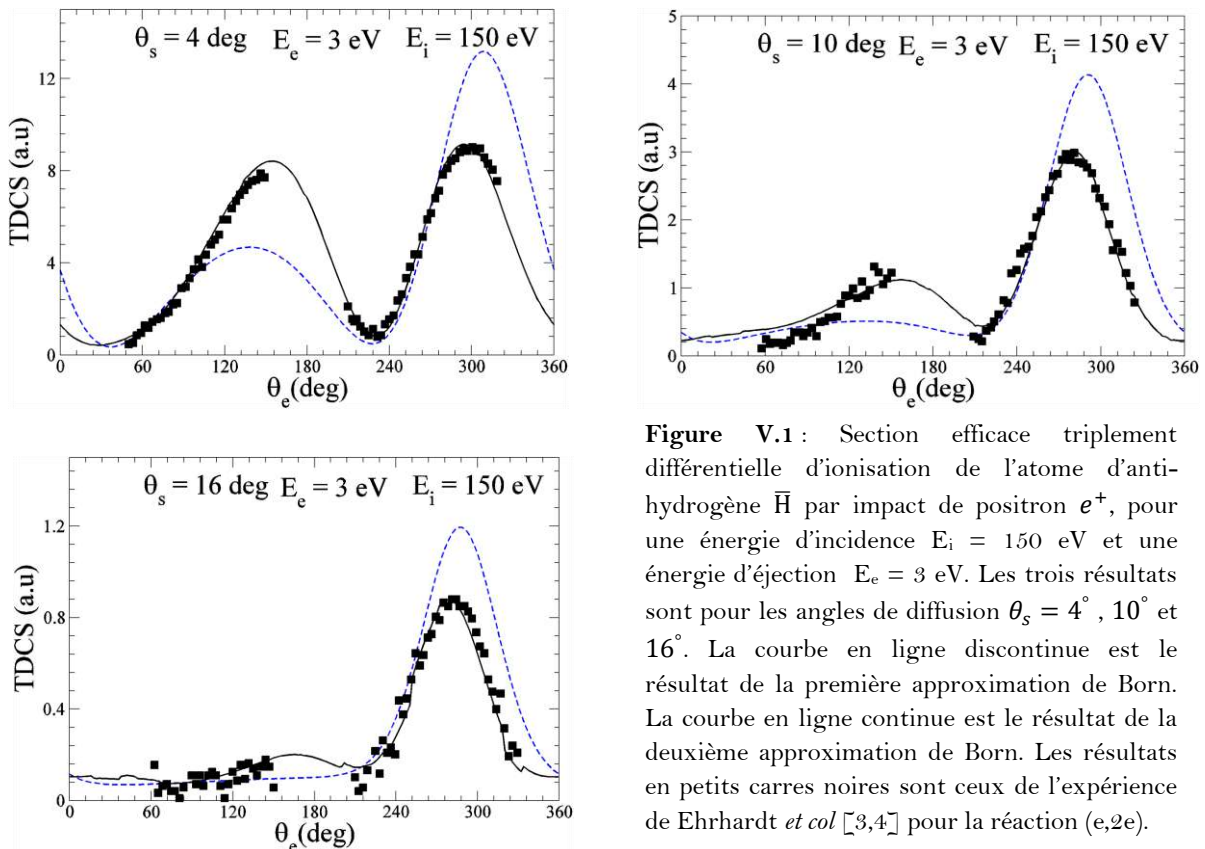 θs = 4 deg Ee = 3 eV Ei = 150 eV
12
8
4
0
TDCS (a.u)
0 60 120 180 240 300 360
θe(deg)
θs = 10 deg Ee = 3 eV Ei = 150 eV
5
4
3
2
1
0
TDCS (a.u)
0 60 120 180 240 300 360
θe(deg)
θs = 16 deg Ee = 3 eV Ei = 150 eV
1.2
0.8
0.4
0
TDCS (a.u)
0 60 120 180 240 300 360
θe(deg)
Figure V.1 : Section efficace triplement
différentielle d'ionisation de l'atome d'anti-
hydrogène H̅ par impact de positron e⁺, pour
une énergie d'incidence Ei = 150 eV et une
énergie d'éjection Ee = 3 eV. Les trois résultats
sont pour les angles de diffusion θs = 4° , 10° et
16°. La courbe en ligne discontinue est le
résultat de la première approximation de Born.
La courbe en ligne continue est le résultat de la
deuxième approximation de Born. Les résultats
en petits carres noires sont ceux de l'expérience
de Ehrhardt et col [3,4] pour la réaction (e,2e).